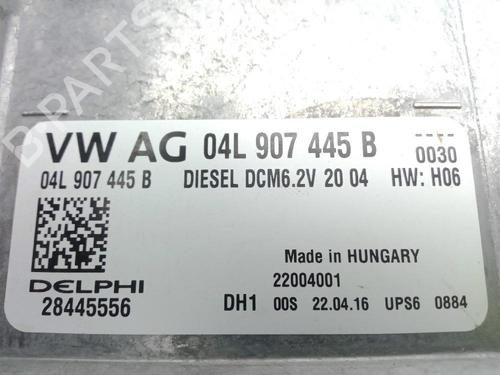 B PARTS
VW AG 04L 907 445 B
0030
04L 907 445 B DIESEL DCM6.2V 20 04 HW: H06
Made in HUNGARY
22004001
DELPHI
28445556
DH1 00S 22.04.16 UPS6 0884